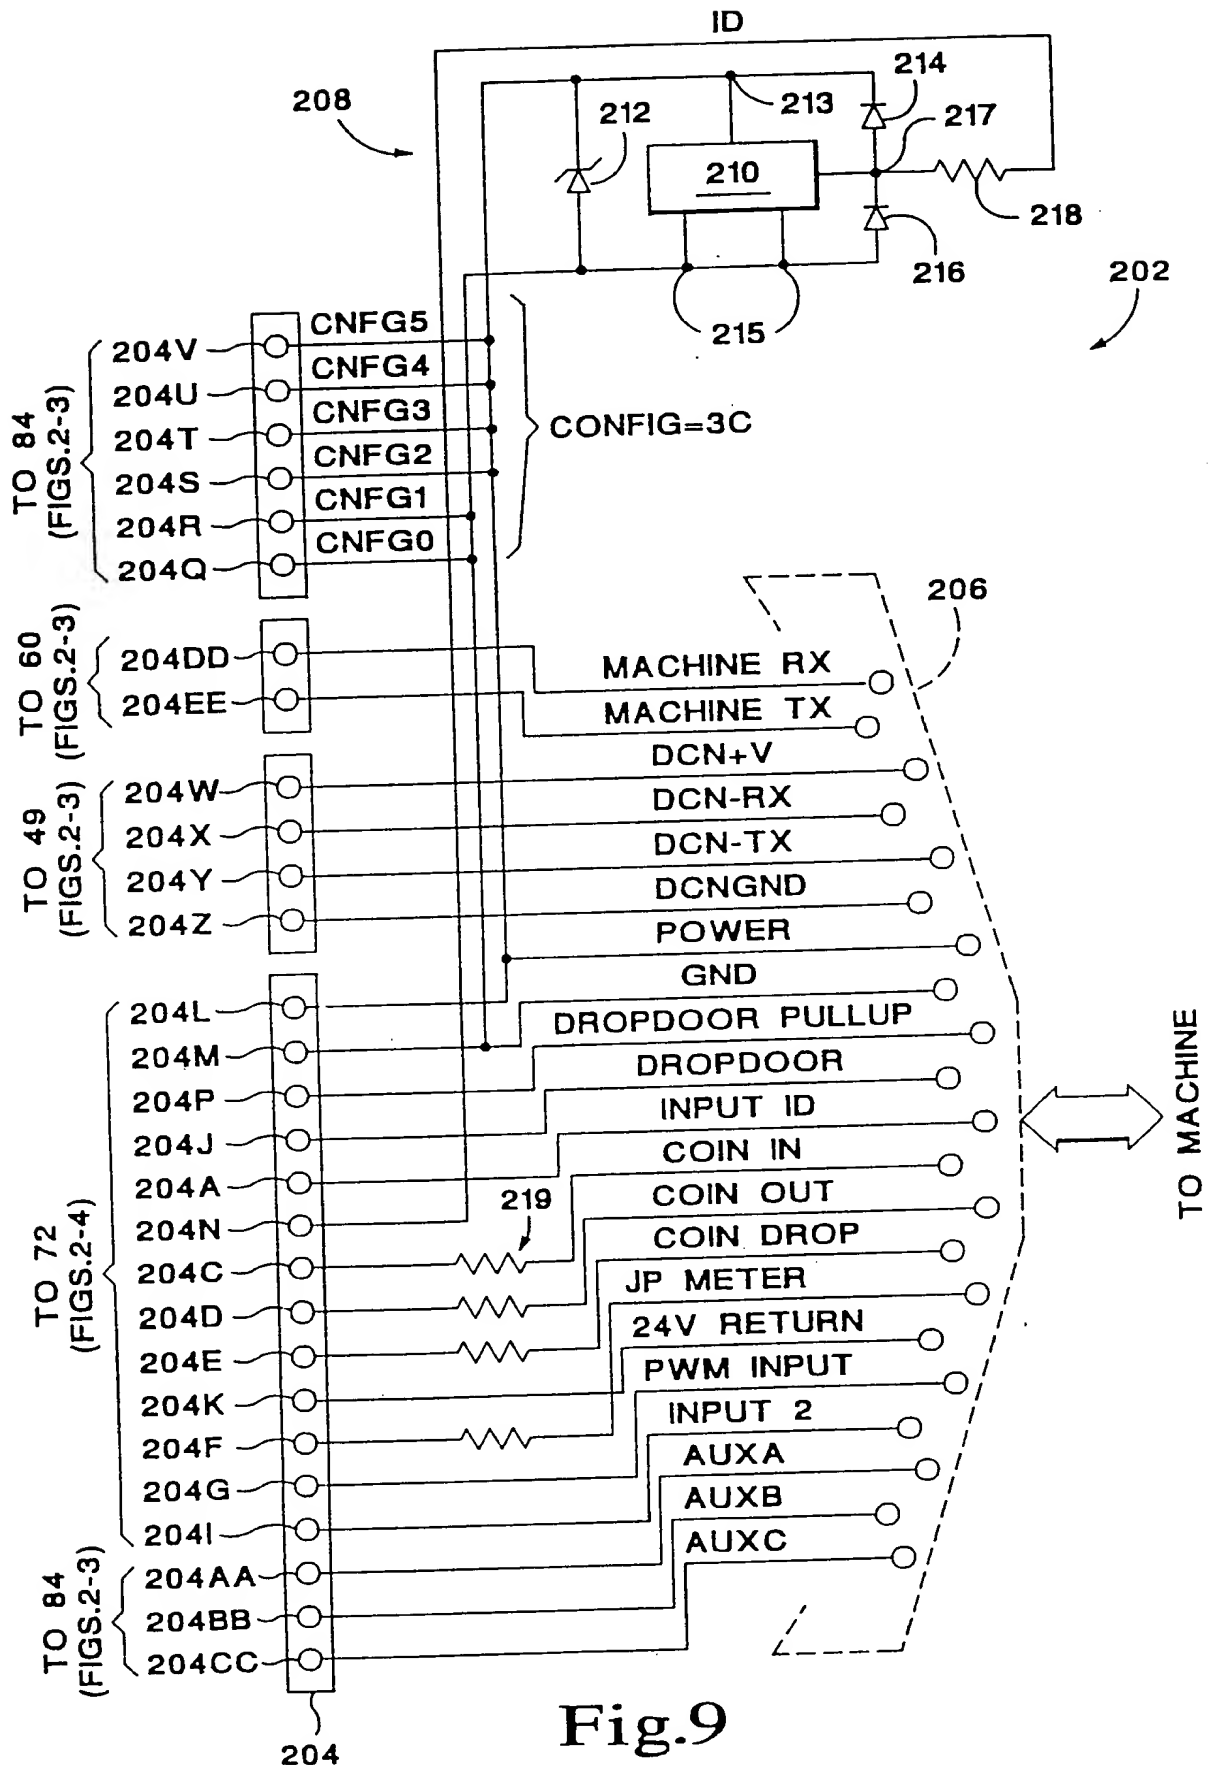 ID
208
212
213
214
217
210
218
216
215
202
CNFG5
204V
CNFG4
204U
CNFG3
204T
CNFG2
204S
CNFG1
204R
CNFG0
204Q
TO 84
(FIGS.2-3)
CONFIG=3C
206
TO 60
(FIGS.2-3)
204DD
MACHINE RX
204EE
MACHINE TX
TO 49
(FIGS.2-3)
204W
DCN+V
204X
DCN-RX
204Y
DCN-TX
204Z
DCNGND
POWER
TO 72
(FIGS.2-4)
204L
GND
204M
DROPDOOR PULLUP
204P
DROPDOOR
204J
INPUT ID
204A
COIN IN
204N
219
COIN OUT
204C
COIN DROP
204D
JP METER
204E
24V RETURN
204K
PWM INPUT
204F
INPUT 2
204G
AUXA
204I
AUXB
TO 84
(FIGS.2-3)
204AA
AUXC
204BB
204CC
TO MACHINE
204
Fig.9